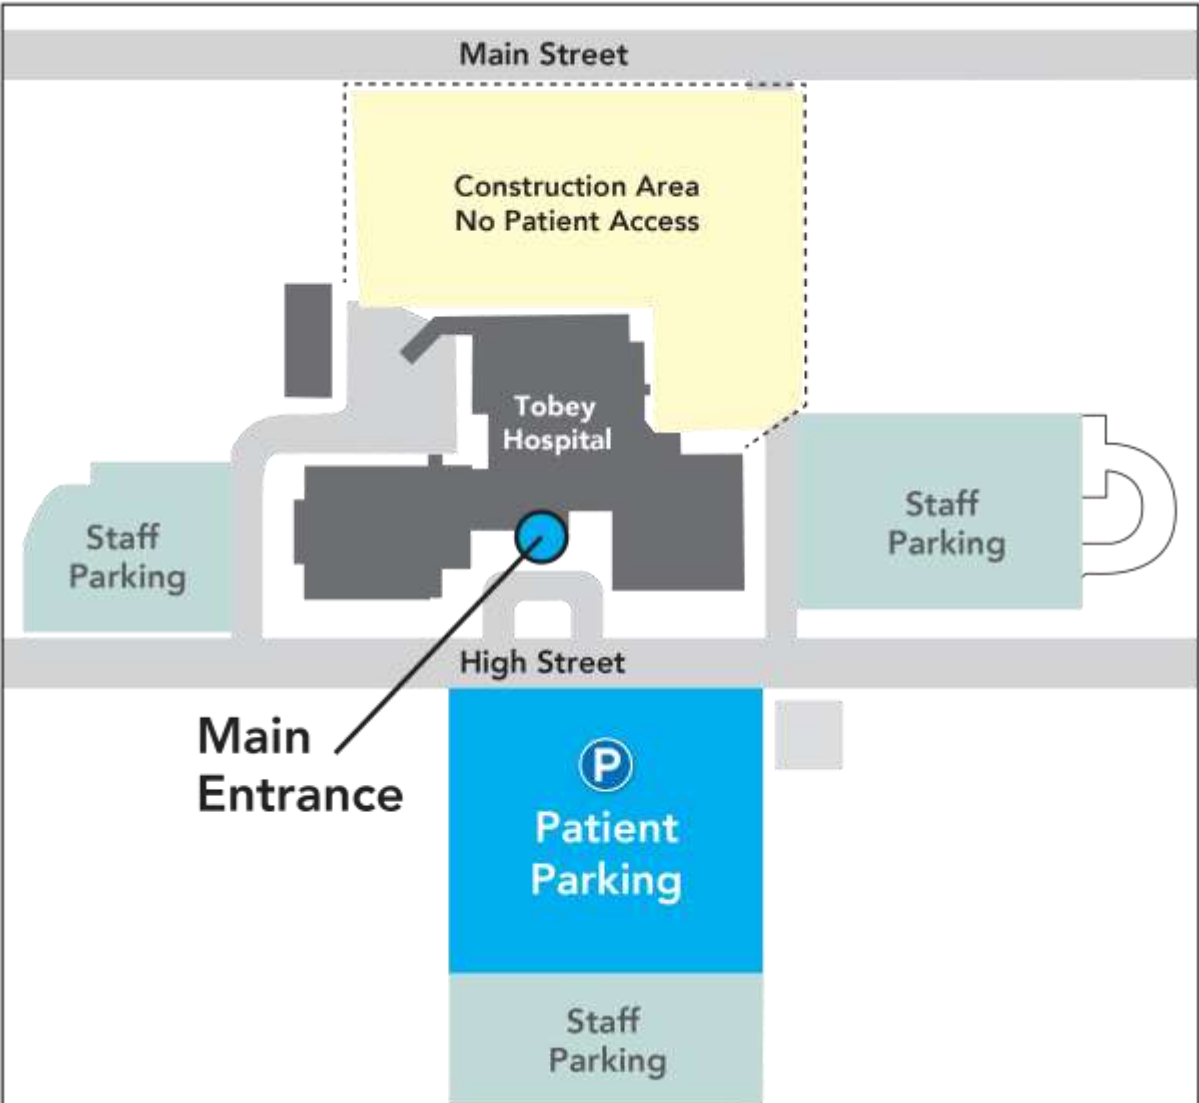 Main Street
Construction Area
No Patient Access
Tobey
Hospital
Staff
Parking
Staff
Parking
High Street
Main
Entrance
P
Patient
Parking
Staff
Parking